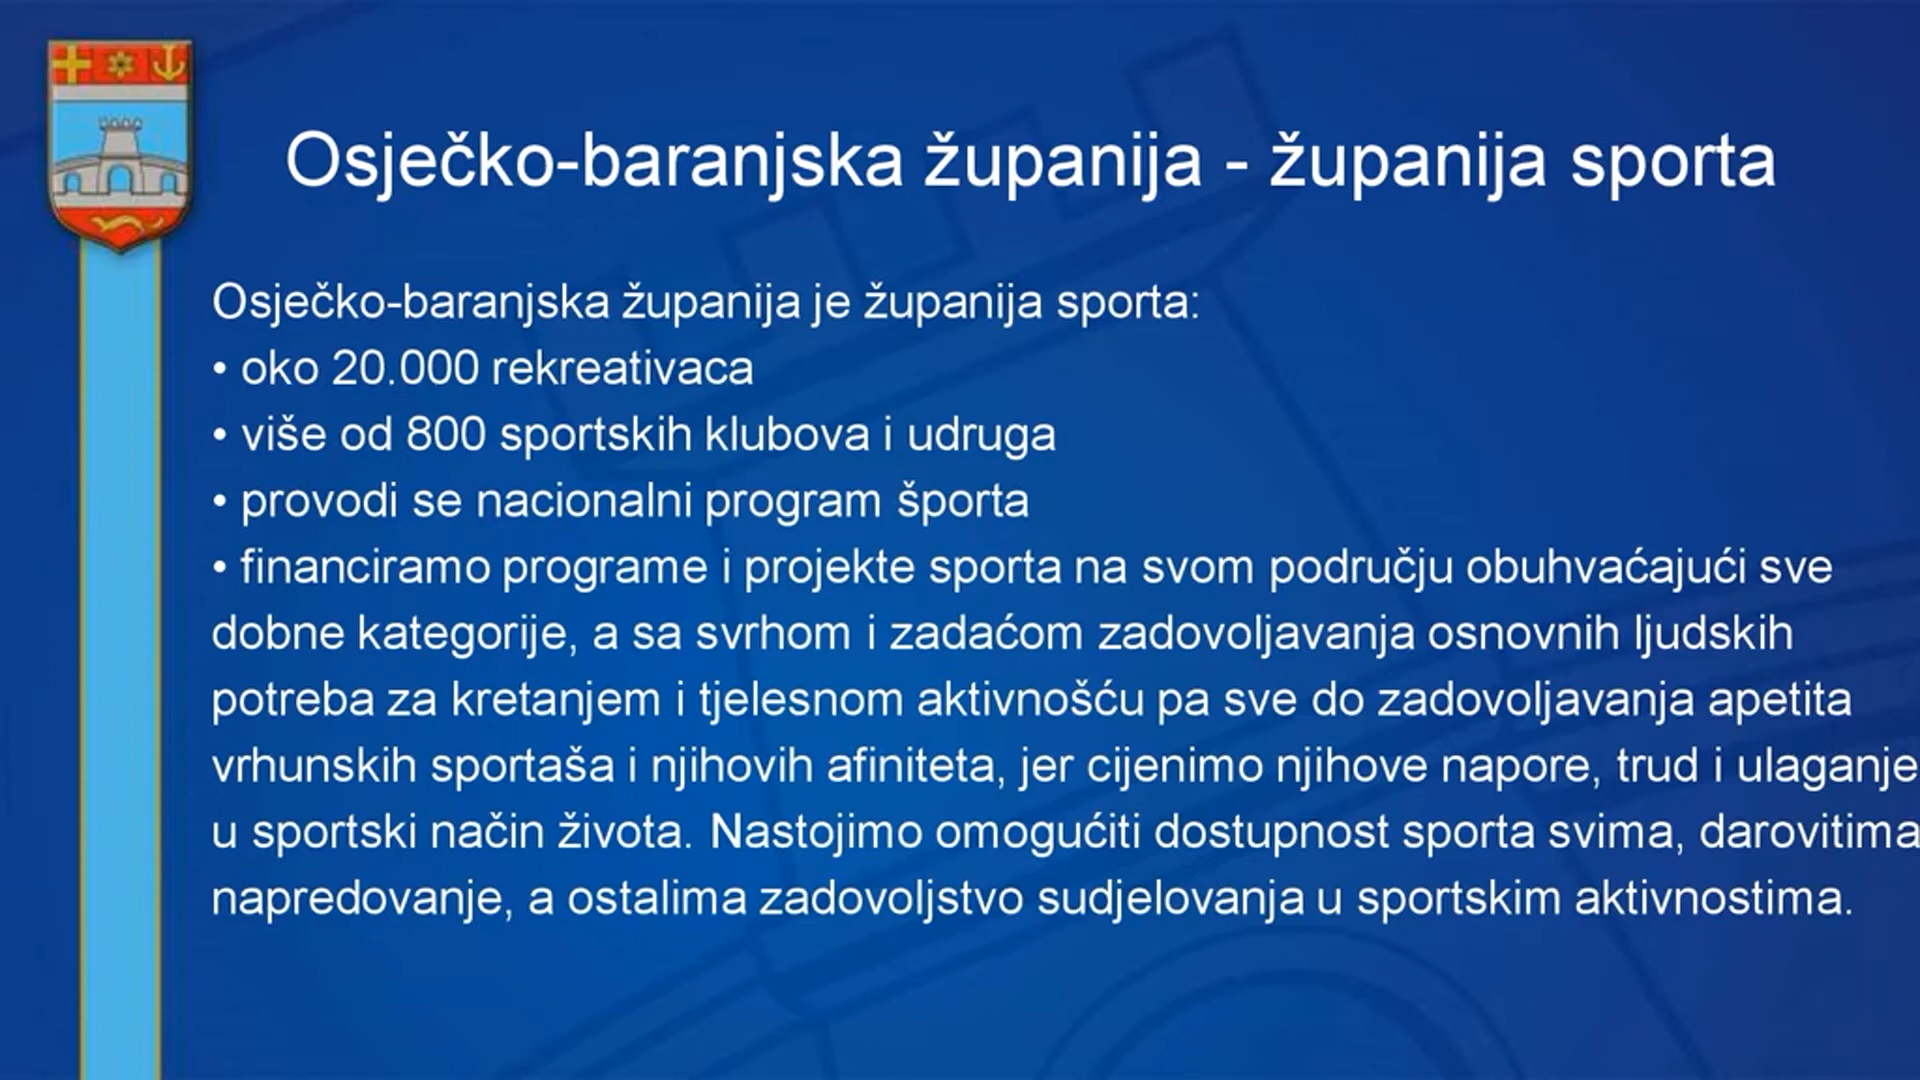 Osječko-baranjska županija - županija sporta
Osječko-baranjska županija je županija sporta:
• oko 20.000 rekreativaca
• više od 800 sportskih klubova i udruga
• provodi se nacionalni program športa
• financiramo programe i projekte sporta na svom području obuhvaćajući sve
dobne kategorije, a sa svrhom i zadaćom zadovoljavanja osnovnih ljudskih
potreba za kretanjem i tjelesnom aktivnošću pa sve do zadovoljavanja apetita
vrhunskih sportaša i njihovih afiniteta, jer cijenimo njihove napore, trud i ulaganje
u sportski način života. Nastojimo omogućiti dostupnost sporta svima, darovitima
napredovanje, a ostalima zadovoljstvo sudjelovanja u sportskim aktivnostima.